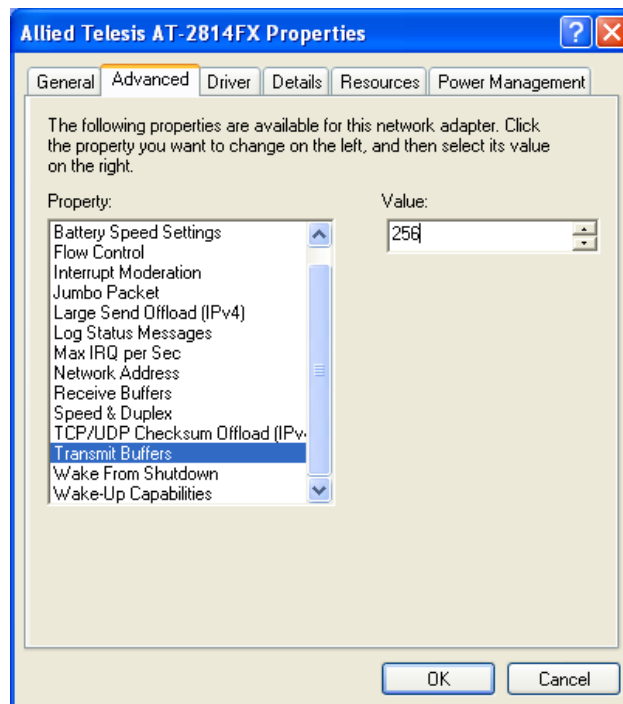 Allied Telesis AT-2814FX Properties
General Advanced Driver Details Resources Power Management
The following properties are available for this network adapter. Click
the property you want to change on the left, and then select its value
on the right.
Property:
Value:
Battery Speed Settings
Flow Control
Interrupt Moderation
Jumbo Packet
Large Send Offload (IPv4)
Log Status Messages
Max IRQ per Sec
Network Address
Receive Buffers
Speed & Duplex
TCP/UDP Checksum Offload (IPv
Transmit Buffers
Wake From Shutdown
Wake-Up Capabilities
256
OK Cancel